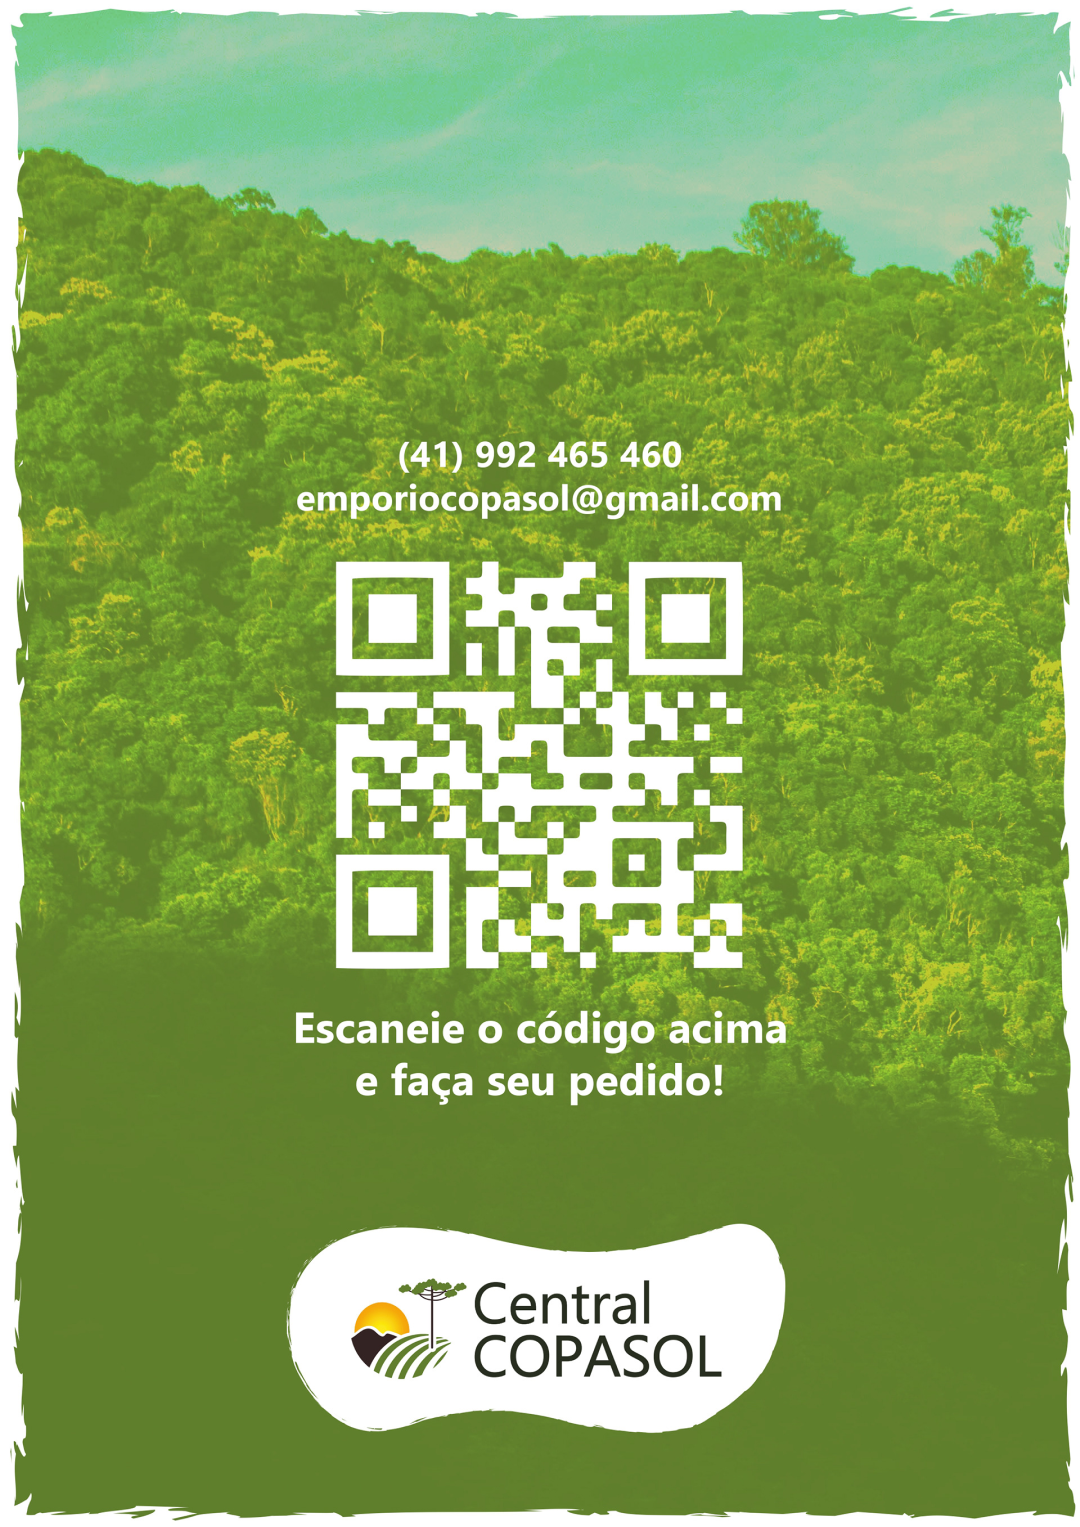 (41) 992 465 460
emporiocopasol@gmail.com
Escaneie o código acima
e faça seu pedido!
Central
COPASOL